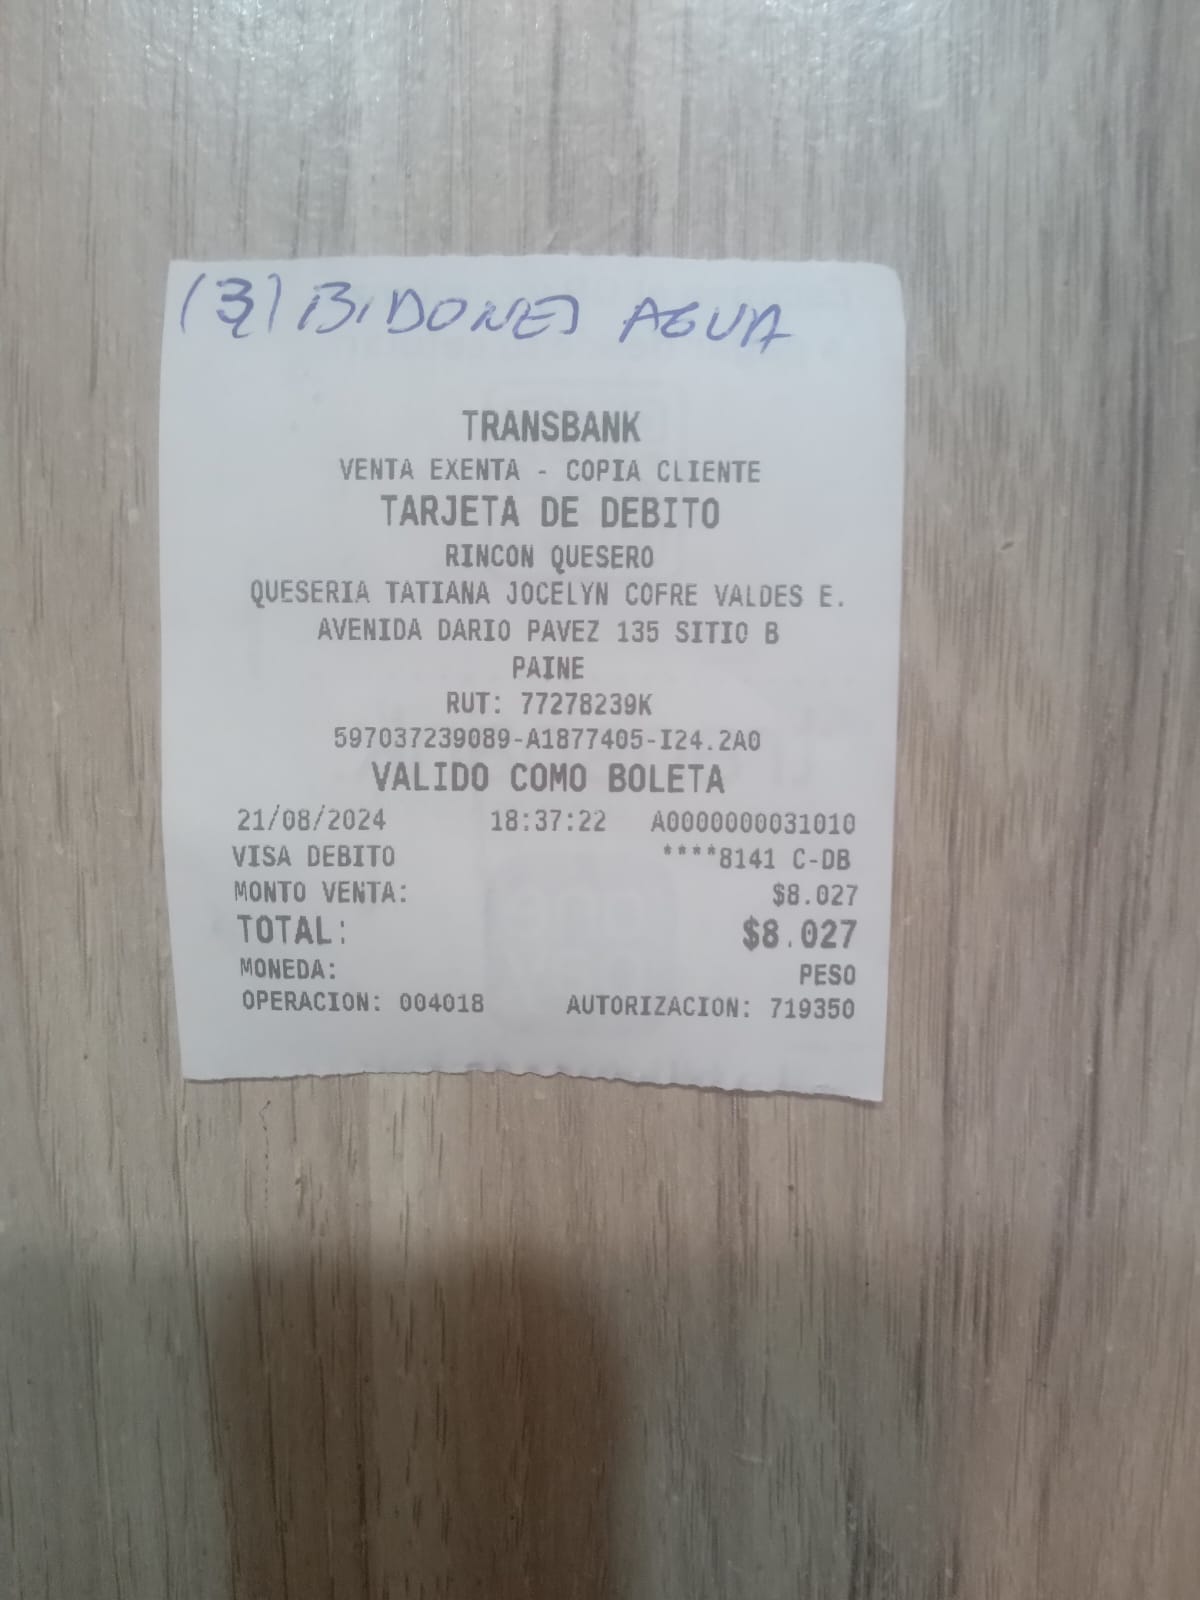 (3) BIDONES AGUA
TRANSBANK
VENTA EXENTA - COPIA CLIENTE
TARJETA DE DEBITO
RINCON QUESERO
QUESERIA TATIANA JOCELYN COFRE VALDES E.
AVENIDA DARIO PAVEZ 135 SITIO B
PAINE
RUT: 77278239K
597037239089-A1877405-I24.2A0
VALIDO COMO BOLETA
21/08/2024 18:37:22 A0000000031010
VISA DEBITO ****8141 C-DB
MONTO VENTA: $8.027
TOTAL: $8.027
MONEDA: PESO
OPERACION: 004018 AUTORIZACION: 719350